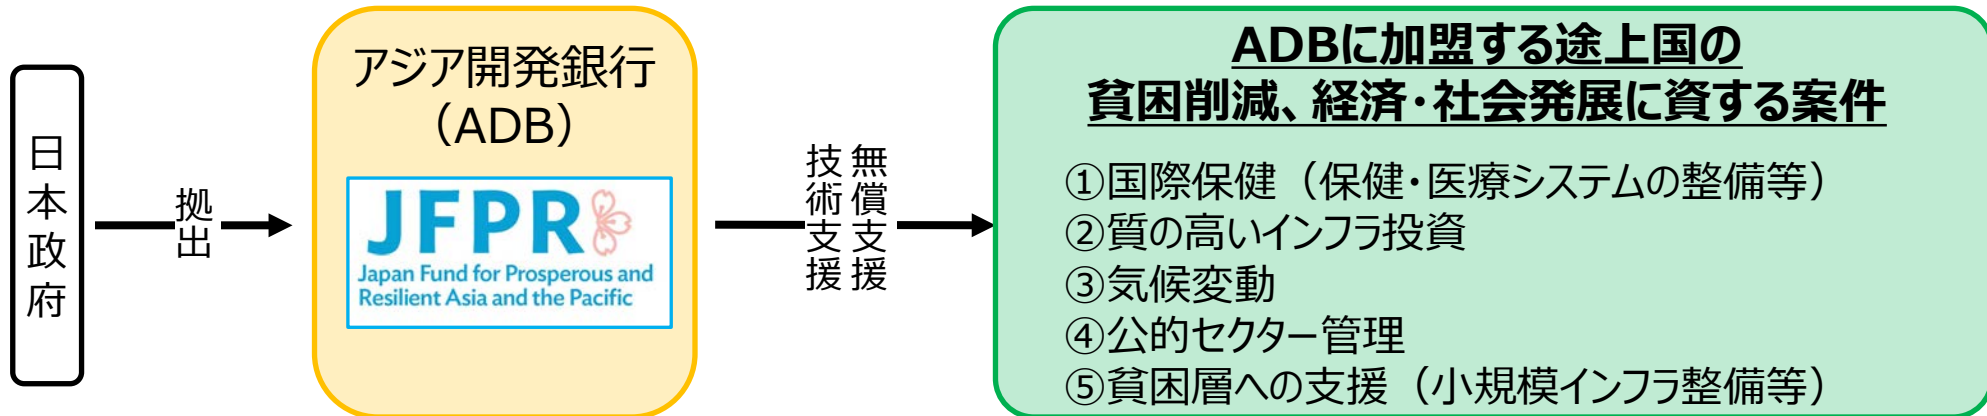 日本政府
拠出
アジア開発銀行
（ADB）
JFPR
Japan Fund for Prosperous and
Resilient Asia and the Pacific
無償支援
技術支援
ADBに加盟する途上国の
貧困削減、経済・社会発展に資する案件
①国際保健（保健・医療システムの整備等）
②質の高いインフラ投資
③気候変動
④公的セクター管理
⑤貧困層への支援（小規模インフラ整備等）